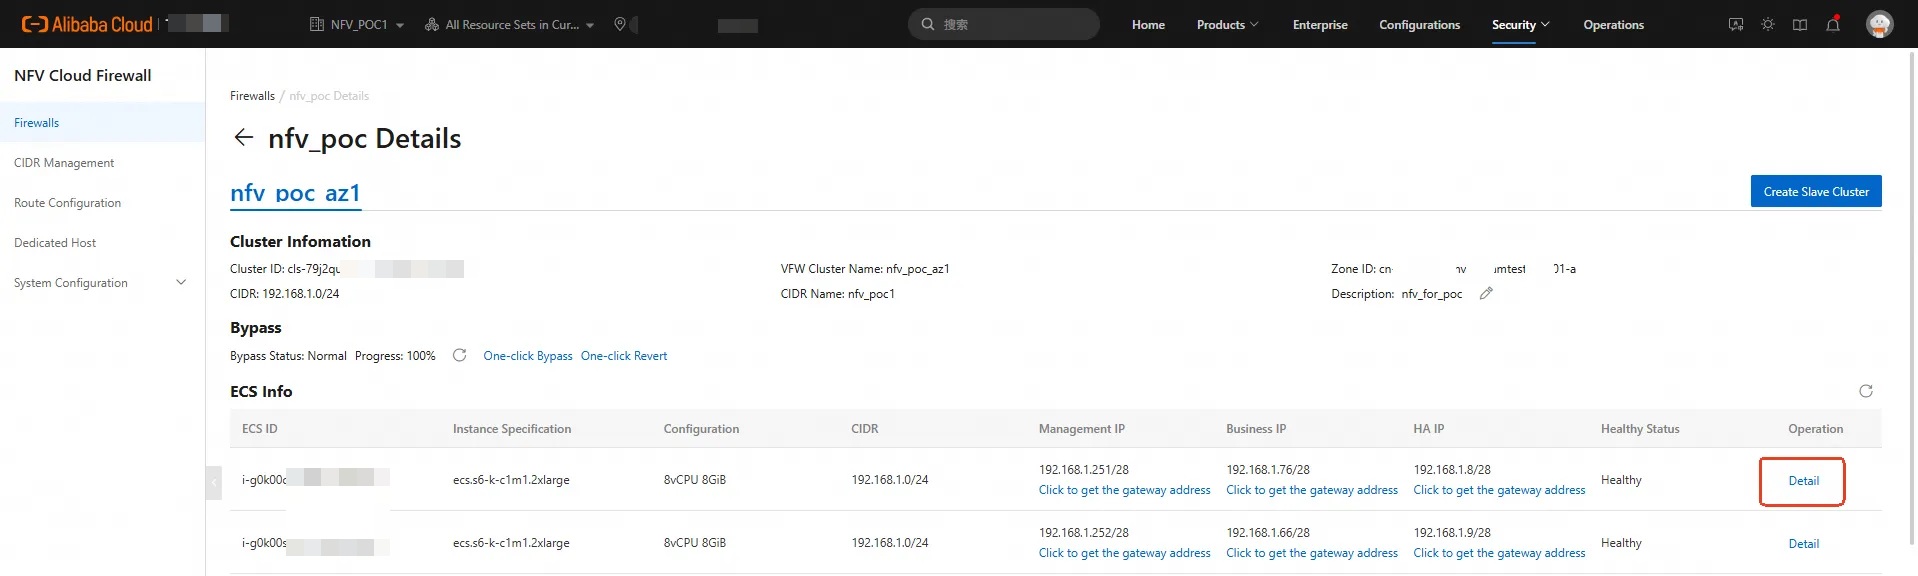 Alibaba Cloud
NFV_POC1
All Resource Sets in Cur...
搜索
Home
Products
Enterprise
Configurations
Security
Operations
NFV Cloud Firewall
Firewalls
CIDR Management
Route Configuration
Dedicated Host
System Configuration
Firewalls / nfv_poc Details
nfv_poc Details
nfv_poc_az1
Create Slave Cluster
Cluster Infomation
Cluster ID: cls-79j2qu
VFW Cluster Name: nfv_poc_az1
Zone ID: cn-
CIDR: 192.168.1.0/24
CIDR Name: nfv_poc1
Description: nfv_for_poc
Bypass
Bypass Status: Normal Progress: 100% One-click Bypass One-click Revert
ECS Info
ECS ID Instance Specification Configuration CIDR Management IP Business IP HA IP Healthy Status Operation
i-g0k00 ecs.s6-k-c1m1.2xlarge 8vCPU 8GiB 192.168.1.0/24 192.168.1.251/28 192.168.1.76/28 192.168.1.8/28 Healthy Detail
Click to get the gateway address Click to get the gateway address Click to get the gateway address
i-g0k00s ecs.s6-k-c1m1.2xlarge 8vCPU 8GiB 192.168.1.0/24 192.168.1.252/28 192.168.1.66/28 192.168.1.9/28 Healthy Detail
Click to get the gateway address Click to get the gateway address Click to get the gateway address